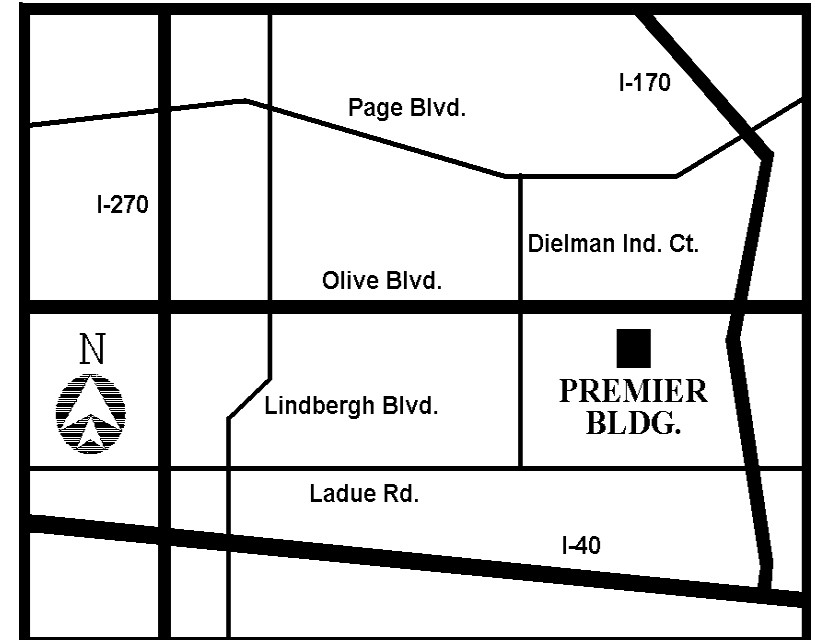 I-170
Page Blvd.
I-270
Dielman Ind. Ct.
Olive Blvd.
N
PREMIER
BLDG.
Lindbergh Blvd.
Ladue Rd.
I-40